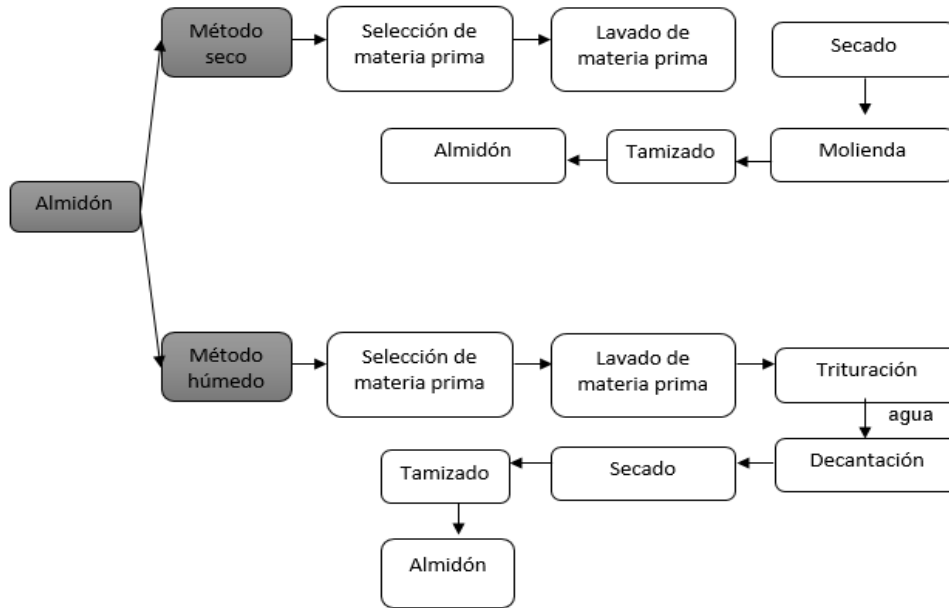 Almidón
Método
seco
Selección de
materia prima
Lavado de
materia prima
Secado
Molienda
Tamizado
Almidón
Método
húmedo
Selección de
materia prima
Lavado de
materia prima
Trituración
agua
Decantación
Secado
Tamizado
Almidón